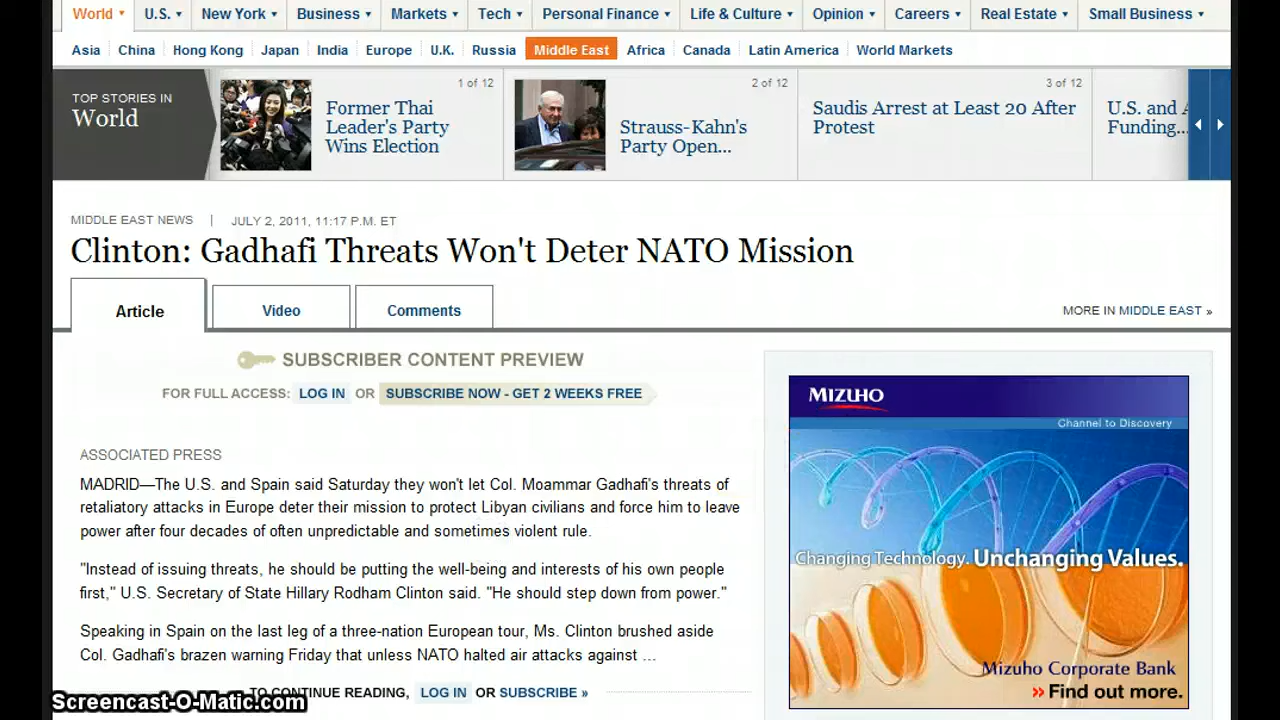 World U.S. New York Business Markets Tech Personal Finance Life & Culture Opinion Careers Real Estate Small Business
Asia China Hong Kong Japan India Europe U.K. Russia Middle East Africa Canada Latin America World Markets
TOP STORIES IN
World
1 of 12
Former Thai
Leader's Party
Wins Election
2 of 12
Strauss-Kahn's
Party Open...
3 of 12
Saudis Arrest at Least 20 After
Protest
U.S. and
Funding...
MIDDLE EAST NEWS | JULY 2, 2011, 11:17 P.M. ET
Clinton: Gadhafi Threats Won't Deter NATO Mission
Article Video Comments
MORE IN MIDDLE EAST »
SUBSCRIBER CONTENT PREVIEW
FOR FULL ACCESS: LOG IN OR SUBSCRIBE NOW - GET 2 WEEKS FREE
ASSOCIATED PRESS
MADRID—The U.S. and Spain said Saturday they won't let Col. Moammar Gadhafi's threats of
retaliatory attacks in Europe deter their mission to protect Libyan civilians and force him to leave
power after four decades of often unpredictable and sometimes violent rule.
"Instead of issuing threats, he should be putting the well-being and interests of his own people
first," U.S. Secretary of State Hillary Rodham Clinton said. "He should step down from power."
Speaking in Spain on the last leg of a three-nation European tour, Ms. Clinton brushed aside
Col. Gadhafi's brazen warning Friday that unless NATO halted air attacks against ...
TO CONTINUE READING, LOG IN OR SUBSCRIBE »
MIZUHO
Channel to Discovery
Changing Technology. Unchanging Values.
Mizuho Corporate Bank
» Find out more.
Screencast-O-Matic.com